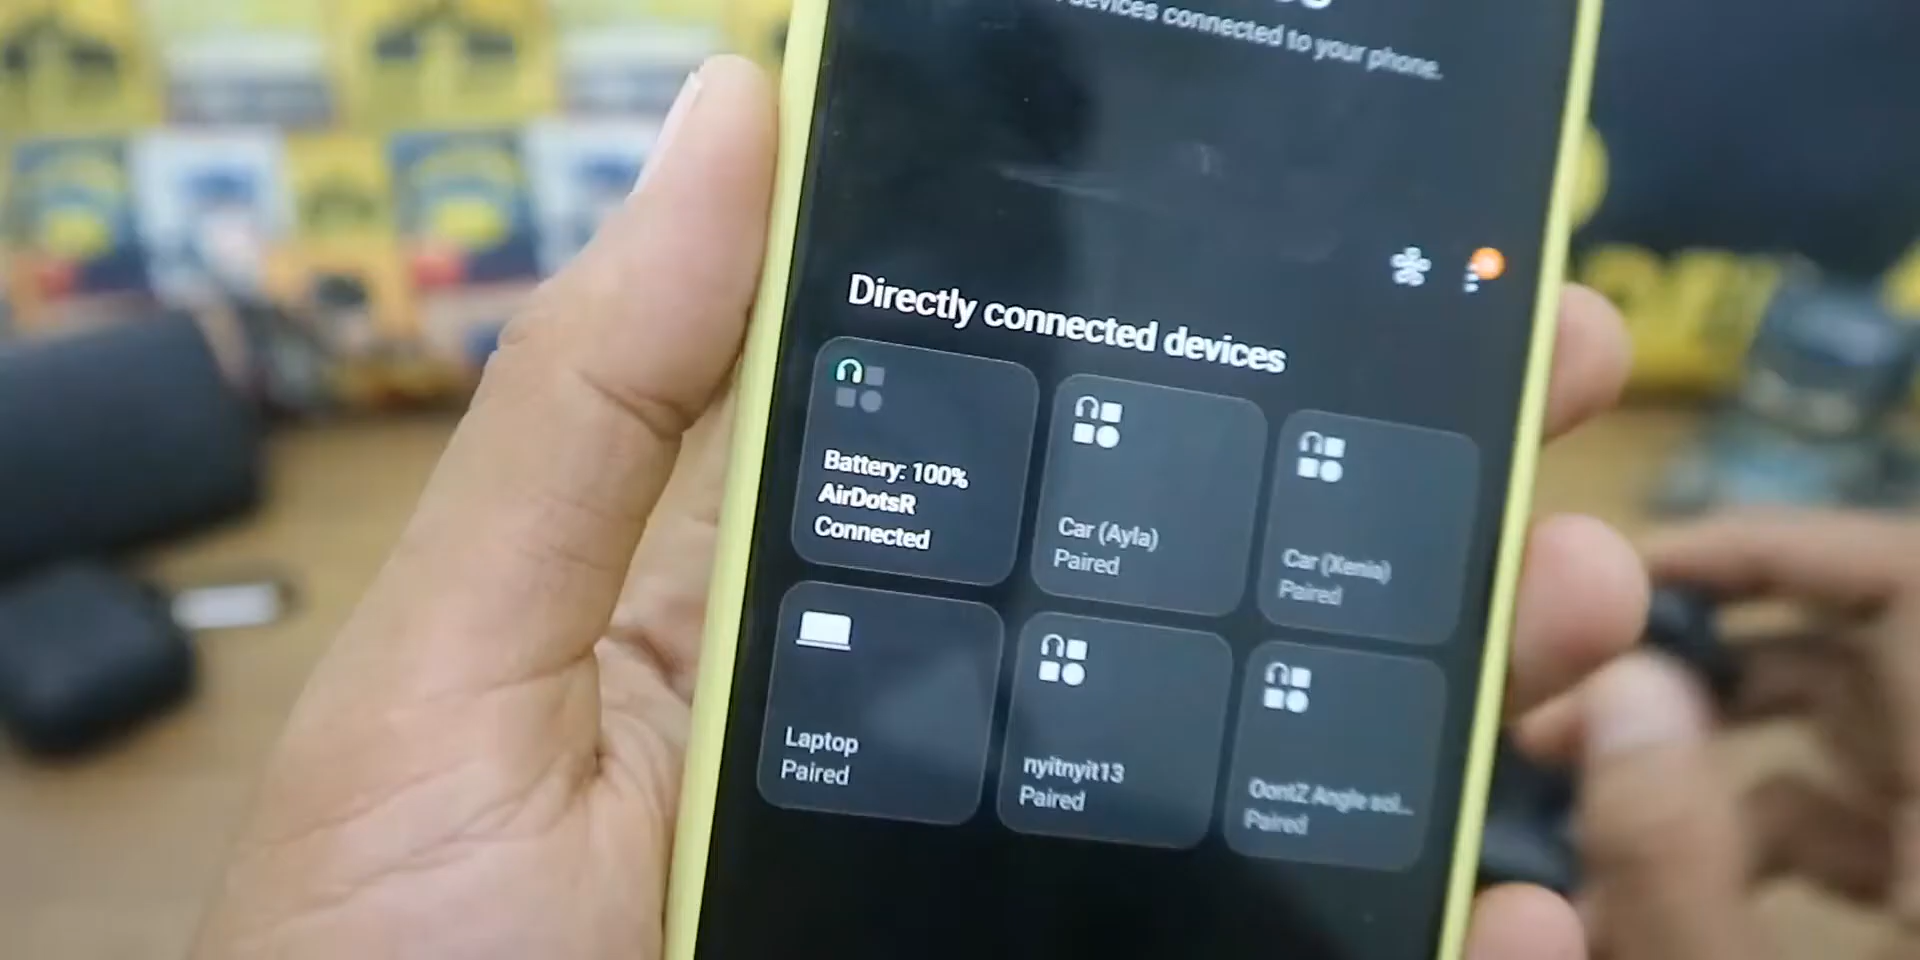 devices connected to your phone.
Directly connected devices
Battery: 100%
AirDotsR
Connected
Car (Ayla)
Paired
Car (Xenia)
Paired
Laptop
Paired
nyitnyit13
Paired
Angle
Paired